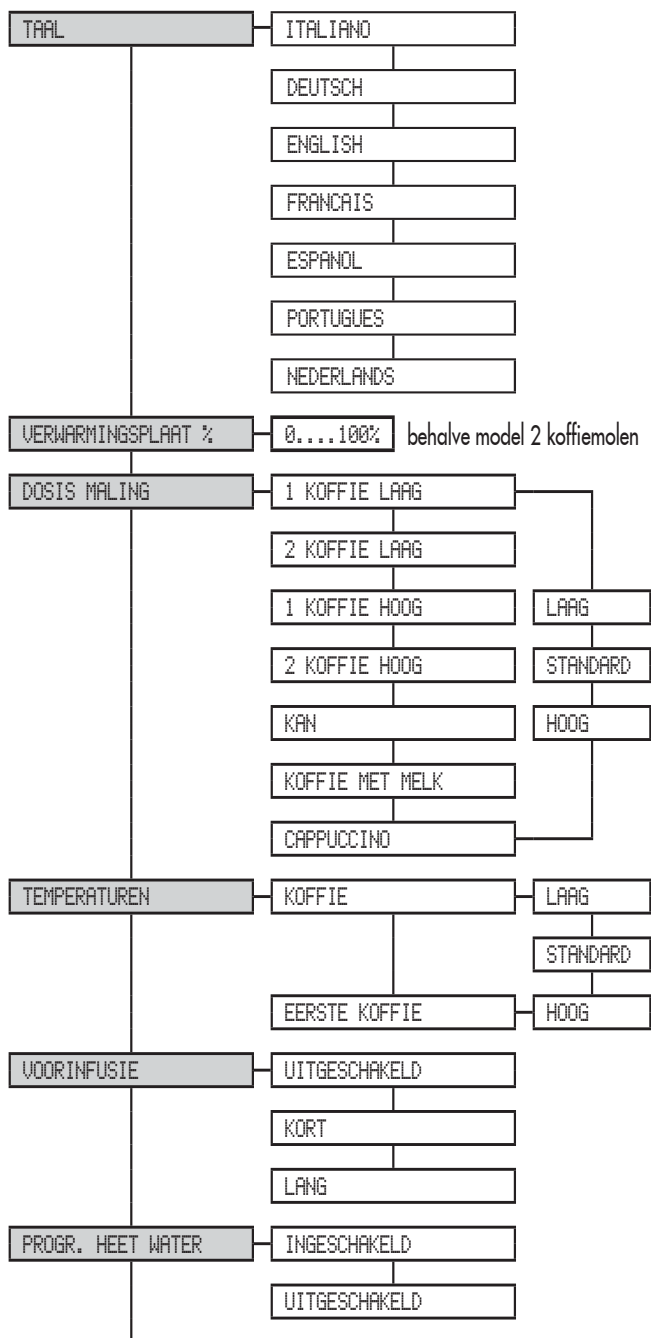 TAAL
ITALIANO
DEUTSCH
ENGLISH
FRANCAIS
ESPANOL
PORTUGUES
NEDERLANDS
VERWARMINGSPLAAT % 0....100% behalve model 2 koffiemolen
DOSIS MALING
1 KOFFIE LAAG
2 KOFFIE LAAG
1 KOFFIE HOOG
2 KOFFIE HOOG
KAN
KOFFIE MET MELK
CAPPUCCINO
LAAG
STANDARD
HOOG
TEMPERATUREN
KOFFIE
EERSTE KOFFIE
LAAG
STANDARD
HOOG
VOORINFUSIE
UITGESCHAKELD
KORT
LANG
PROGR. HEET WATER
INGESCHAKELD
UITGESCHAKELD